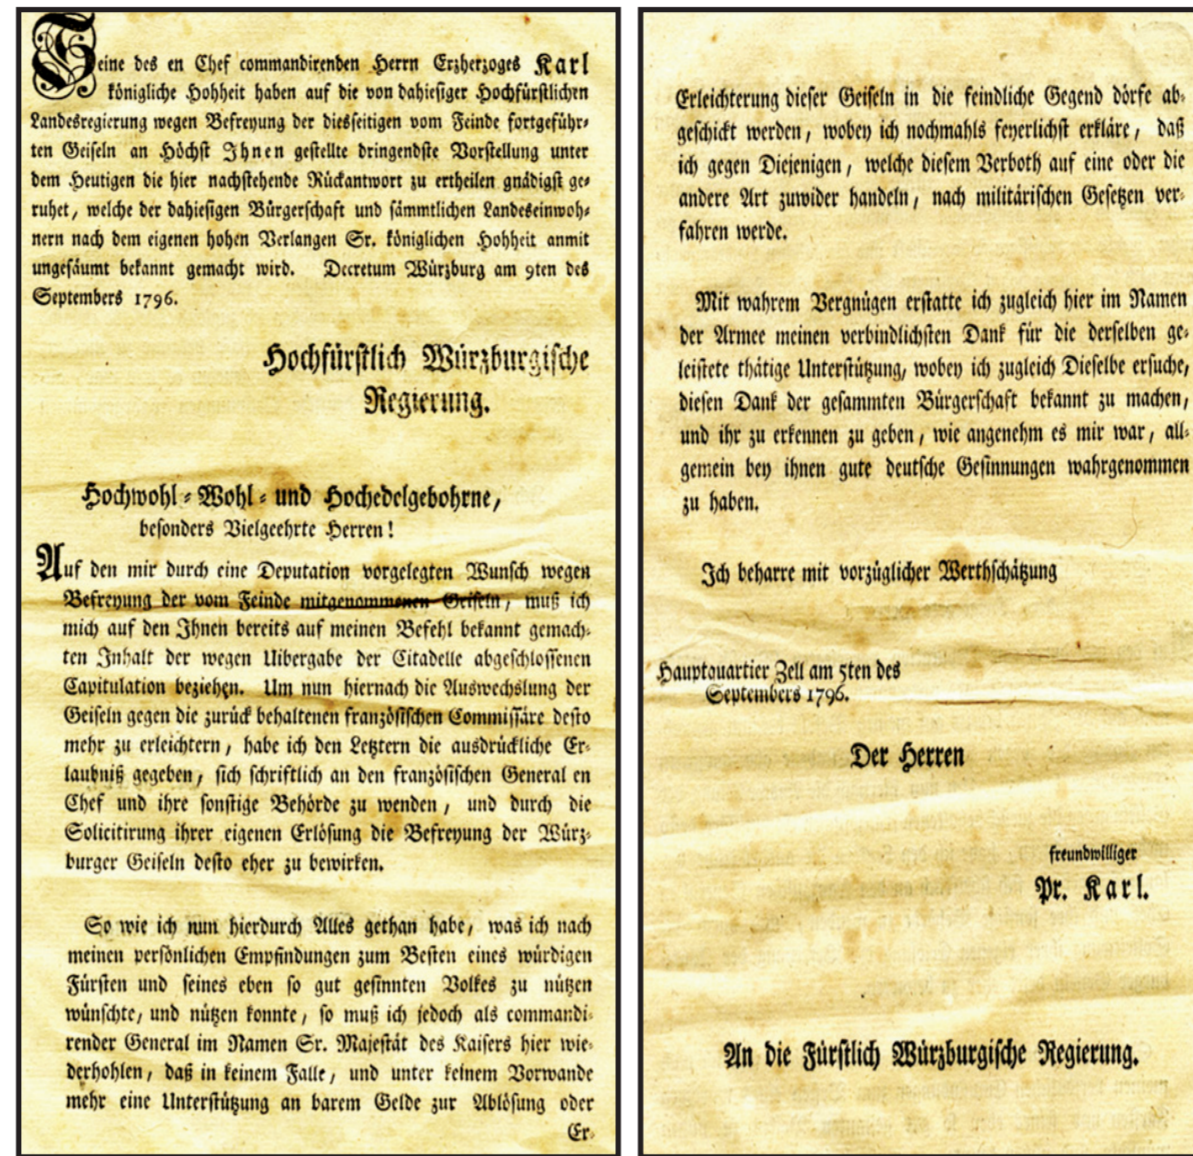 Seine des en Chef commandirenden Herrn Erzherzoges Karl
königliche Hohheit haben auf die von dahiesiger Hochfürstlichen
Landesregierung wegen Befreyung der diesseitigen vom Feinde fortgeführ-
ten Geiseln an Höchst Ihnen gestellte dringendste Vorstellung unter
dem Heutigen die hier nachstehende Rückantwort zu ertheilen gnädigst ge-
ruhet, welche der dahiesigen Bürgerschaft und sämmtlichen Landeseinwoh-
nern nach dem eigenen hohen Verlangen Sr. königlichen Hohheit anmit
ungesäumt bekannt gemacht wird. Decretum Würzburg am 9ten des
Septembers 1796.
Hochfürstlich Würzburgische
Regierung.
Hochwohl- Wohl- und Hochedelgebohrne,
besonders Vielgeehrte Herren!
Auf den mir durch eine Deputation vorgelegten Wunsch wegen
Befreyung der vom Feinde mitgenommenen Geiseln, muß ich
mich auf den Ihnen bereits auf meinen Befehl bekannt gemach-
ten Inhalt der wegen Uibergabe der Citadelle abgeschlossenen
Capitulation beziehen. Um nun hiernach die Auswechslung der
Geiseln gegen die zurück behaltenen französischen Commissäre desto
mehr zu erleichtern, habe ich den Letztern die ausdrückliche Er-
laubniß gegeben, sich schriftlich an den französischen General en
Chef und ihre sonstige Behörde zu wenden, und durch die
Solicitirung ihrer eigenen Erlösung die Befreyung der Würz-
burger Geiseln desto eher zu bewirken.
So wie ich nun hierdurch Alles gethan habe, was ich nach
meinen persönlichen Empfindungen zum Besten eines würdigen
Fürsten und seines eben so gut gesinnten Volkes zu nützen
wünschte, und nützen konnte, so muß ich jedoch als commandi-
render General im Namen Sr. Majestät des Kaisers hier wie-
derhohlen, daß in keinem Falle, und unter keinem Vorwande
mehr eine Unterstützung an barem Gelde zur Ablösung oder
Er-
Erleichterung dieser Geiseln in die feindliche Gegend dörfe ab-
geschickt werden, wobey ich nochmahls feyerlichst erkläre, daß
ich gegen Diejenigen, welche diesem Verboth auf eine oder die
andere Art zuwider handeln, nach militärischen Gesetzen ver-
fahren werde.
Mit wahrem Vergnügen erstatte ich zugleich hier im Namen
der Armee meinen verbindlichsten Dank für die derselben ge-
leistete thätige Unterstützung, wobey ich zugleich Dieselbe ersuche,
diesen Dank der gesammten Bürgerschaft bekannt zu machen,
und ihr zu erkennen zu geben, wie angenehm es mir war, all-
gemein bey ihnen gute deutsche Gesinnungen wahrgenommen
zu haben.
Ich beharre mit vorzüglicher Werthschätzung
Hauptquartier Zell am 5ten des
Septembers 1796.
Der Herren
freundwilliger
Pr. Karl.
An die Fürstlich Würzburgische Regierung.